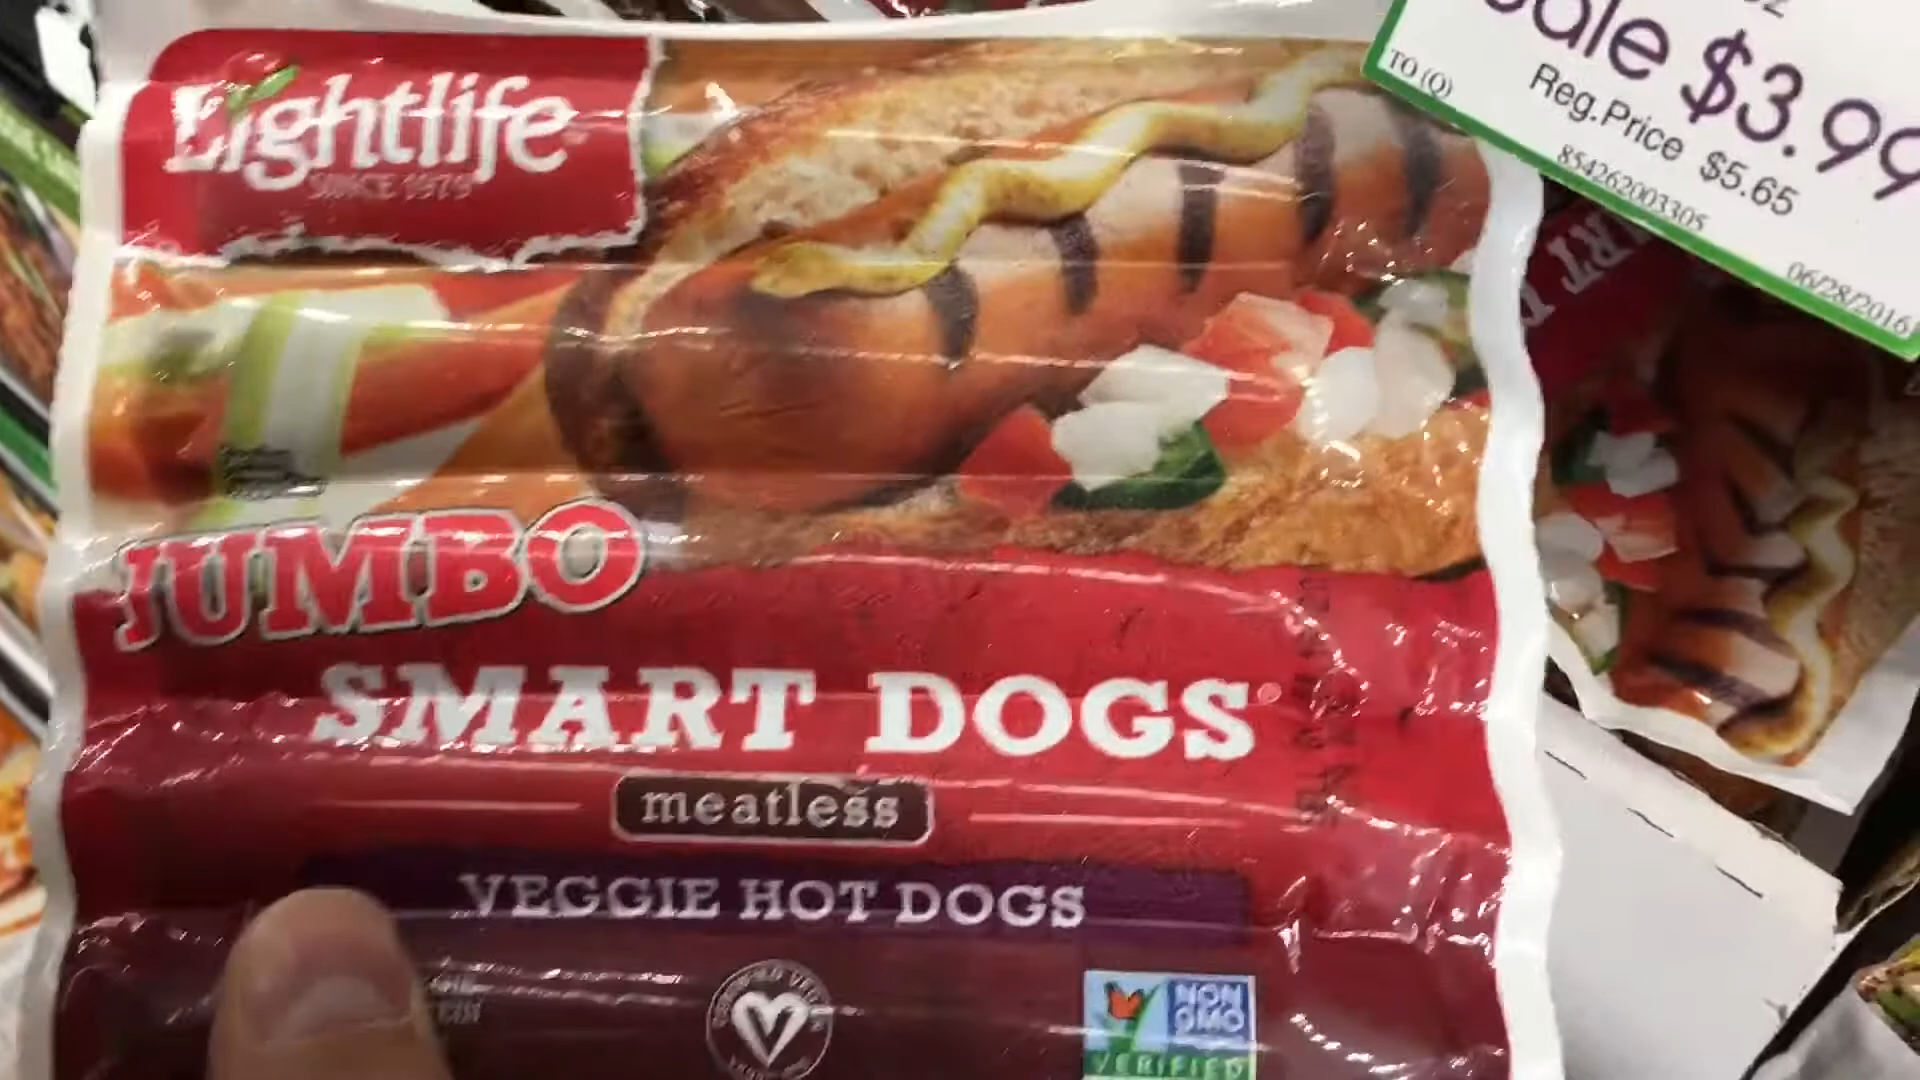 Lightlife
SINCE 1979
Sale $3.99
TO (Q)
Reg.Price $5.65
854262003305
06/28/2016
JUMBO
SMART DOGS®
meatless
VEGGIE HOT DOGS
NON
GMO
VERIFIED